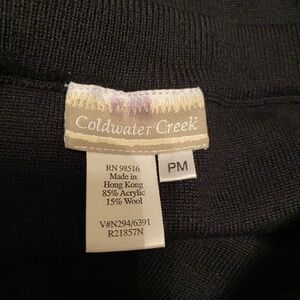 Coldwater Creek
RN 98516
Made in
Hong Kong
85% Acrylic
15% Wool
V#N294/6391
R21857N
PM